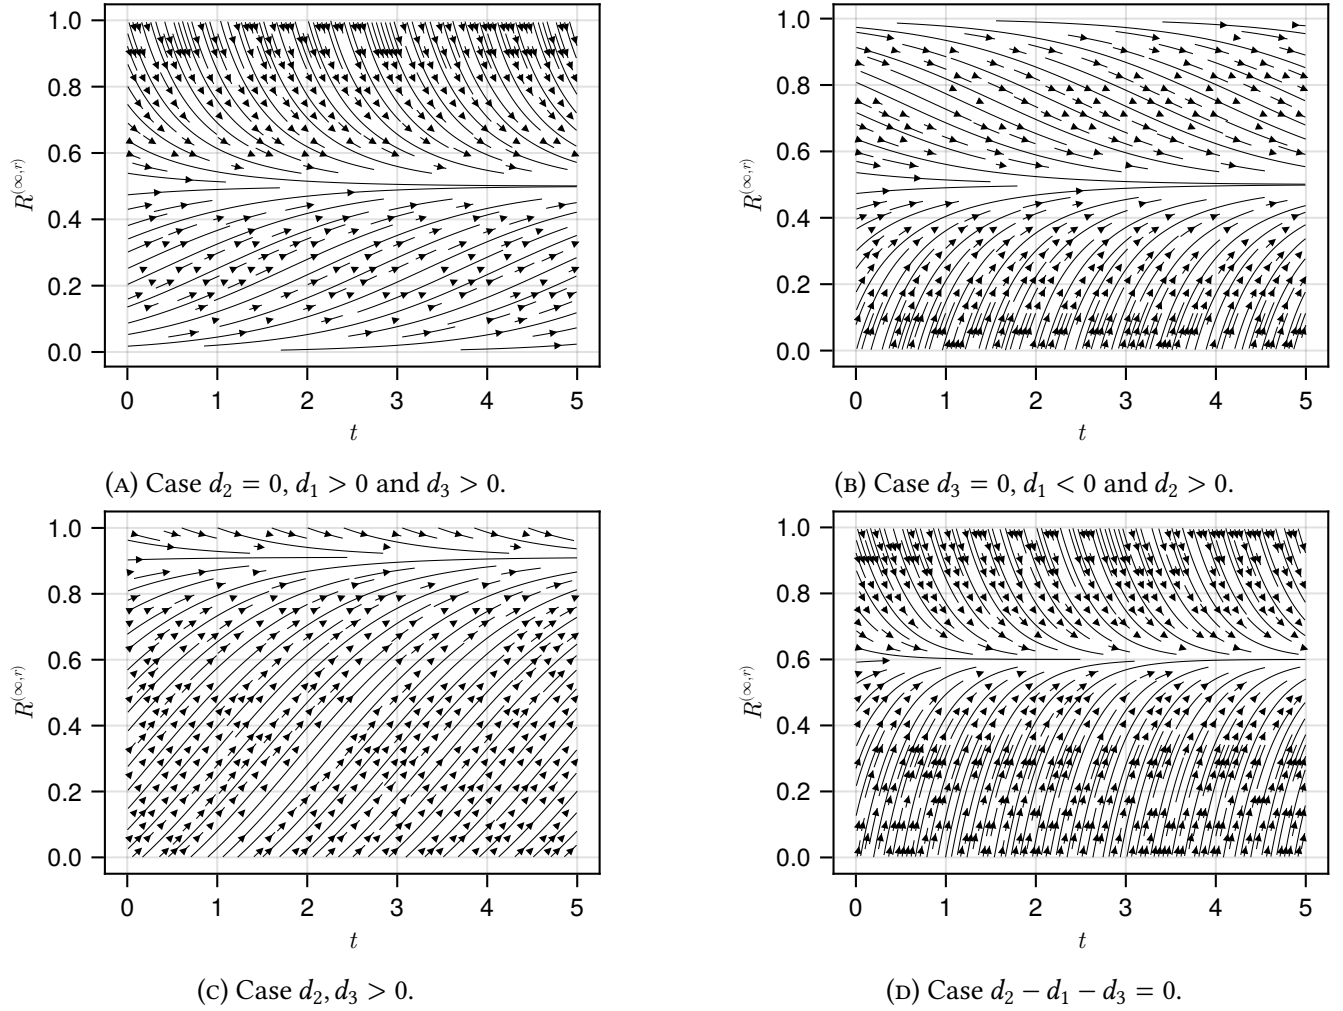 1.0
0.8
0.6
0.4
0.2
0.0
R^{(∞,r)}
0 1 2 3 4 5
t
(A) Case d_2 = 0, d_1 > 0 and d_3 > 0.
1.0
0.8
0.6
0.4
0.2
0.0
R^{(∞,r)}
0 1 2 3 4 5
t
(B) Case d_3 = 0, d_1 < 0 and d_2 > 0.
1.0
0.8
0.6
0.4
0.2
0.0
R^{(∞,r)}
0 1 2 3 4 5
t
(C) Case d_2, d_3 > 0.
1.0
0.8
0.6
0.4
0.2
0.0
R^{(∞,r)}
0 1 2 3 4 5
t
(D) Case d_2 − d_1 − d_3 = 0.